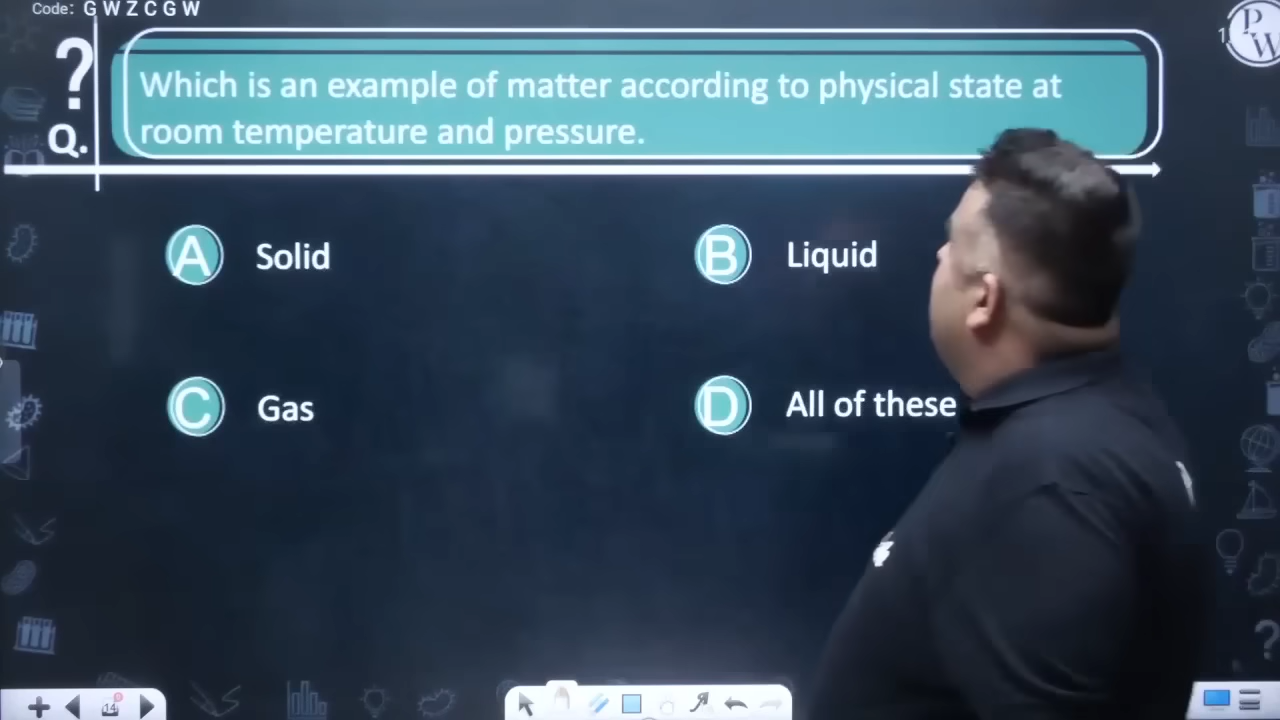 Code: G W Z C G W
?
Q.
Which is an example of matter according to physical state at
room temperature and pressure.
A Solid
B Liquid
C Gas
D All of these
P
W
14